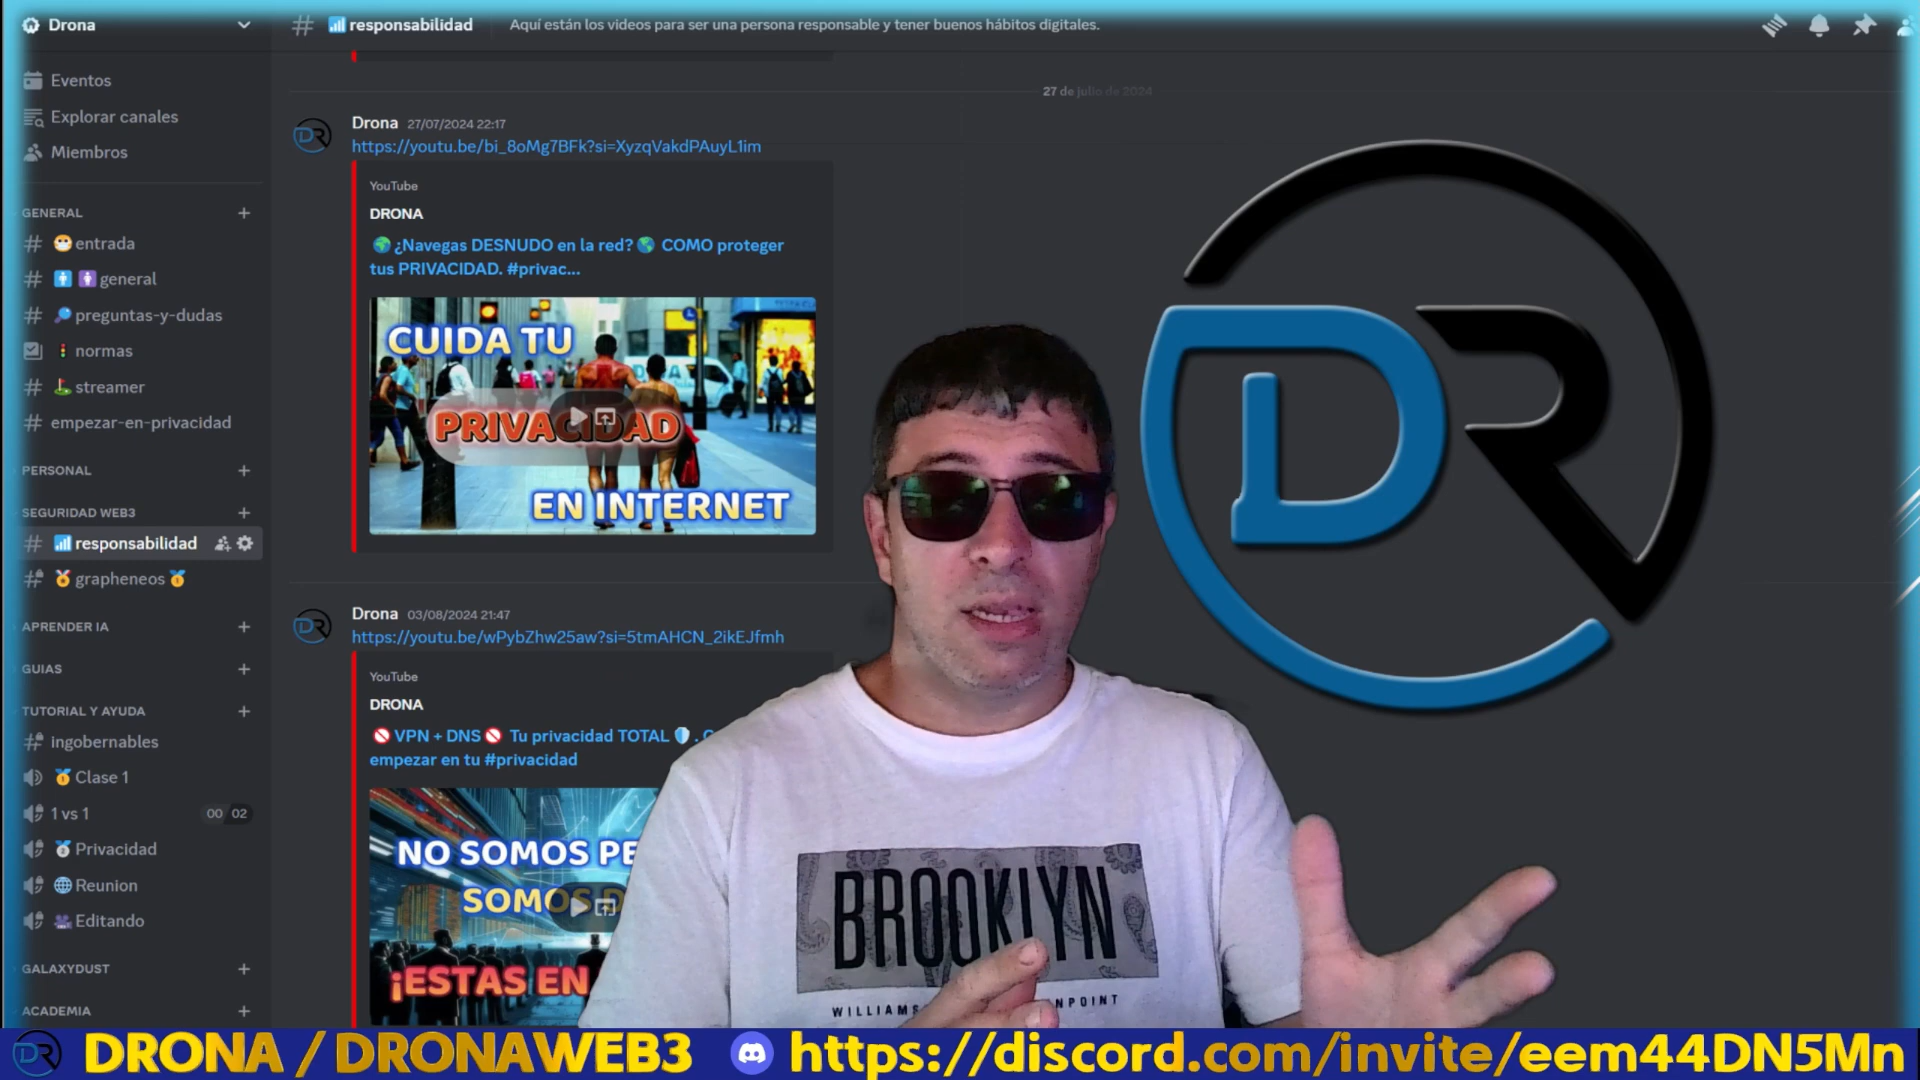 Drona
Eventos
Explorar canales
Miembros
GENERAL
entrada
general
preguntas-y-dudas
normas
streamer
empezar-en-privacidad
PERSONAL
SEGURIDAD WEB3
responsabilidad
grapheneos
APRENDER IA
GUIAS
TUTORIAL Y AYUDA
ingobernables
Clase 1
1 vs 1 00 02
Privacidad
Reunion
Editando
GALAXYDUST
ACADEMIA
responsabilidad Aquí están los videos para ser una persona responsable y tener buenos hábitos digitales.
27 de julio de 2024
Drona 27/07/2024 22:17
https://youtu.be/bi_8oMg7BFk?si=XyzqVakdPAuyL1im
YouTube
DRONA
¿Navegas DESNUDO en la red? COMO proteger
tus PRIVACIDAD. #privac...
CUIDA TU
PRIVACIDAD
EN INTERNET
Drona 03/08/2024 21:47
https://youtu.be/wPybZhw25aw?si=5tmAHCN_2ikEJfmh
YouTube
DRONA
VPN + DNS Tu privacidad TOTAL .
empezar en tu #privacidad
NO SOMOS
SOMOS
¡ESTAS EN
DR
BROOKLYN
DRONA / DRONAWEB3 https://discord.com/invite/eem44DN5Mn